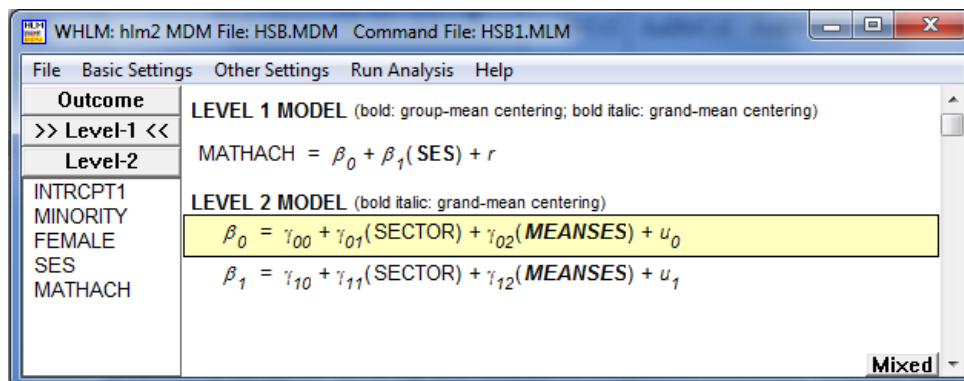 WHLM: hlm2 MDM File: HSB.MDM Command File: HSB1.MLM
File Basic Settings Other Settings Run Analysis Help
Outcome
>> Level-1 <<
Level-2
INTRCPT1
MINORITY
FEMALE
SES
MATHACH
LEVEL 1 MODEL (bold: group-mean centering; bold italic: grand-mean centering)
MATHACH = β0 + β1(SES) + r
LEVEL 2 MODEL (bold italic: grand-mean centering)
β0 = γ00 + γ01(SECTOR) + γ02(MEANSES) + u0
β1 = γ10 + γ11(SECTOR) + γ12(MEANSES) + u1
Mixed